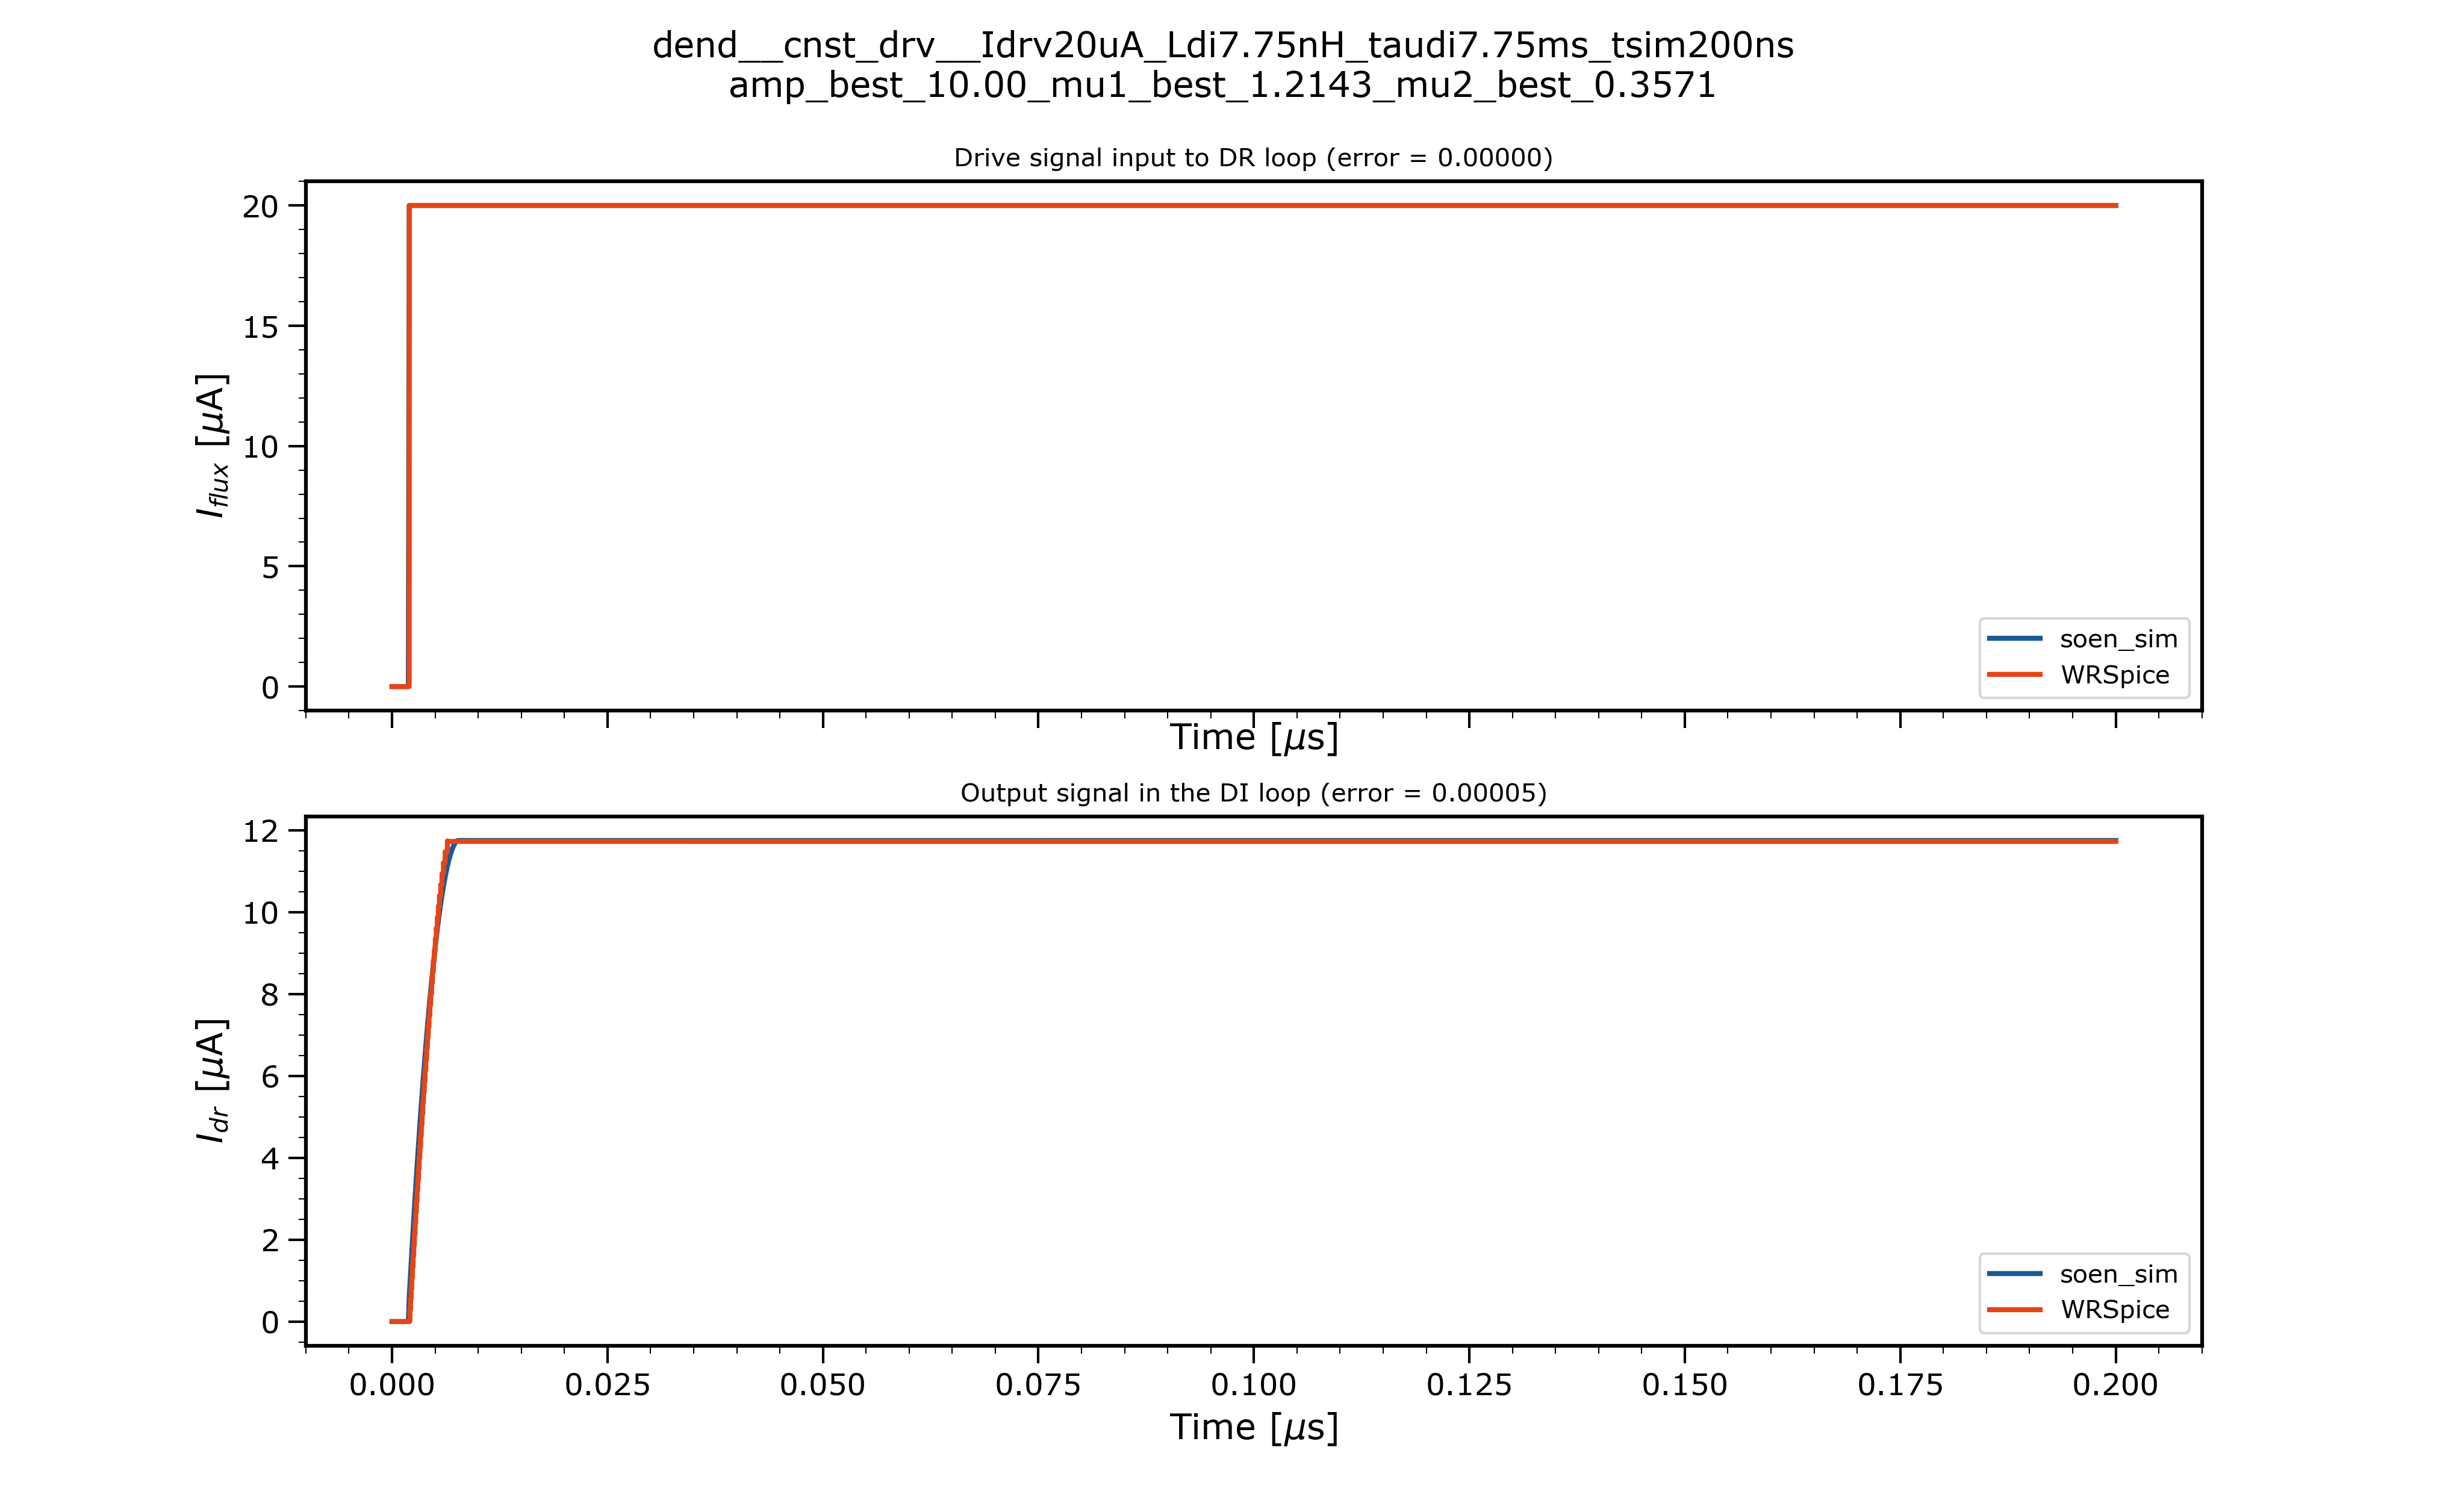 dend__cnst_drv__Idrv20uA_Ldi7.75nH_taudi7.75ms_tsim200ns
amp_best_10.00_mu1_best_1.2143_mu2_best_0.3571
Drive signal input to DR loop (error = 0.00000)
20
15
10
5
0
I_flux [μA]
soen_sim
WRSpice
Time [μs]
Output signal in the DI loop (error = 0.00005)
12
10
8
6
4
2
0
I_dr [μA]
soen_sim
WRSpice
0.000 0.025 0.050 0.075 0.100 0.125 0.150 0.175 0.200
Time [μs]